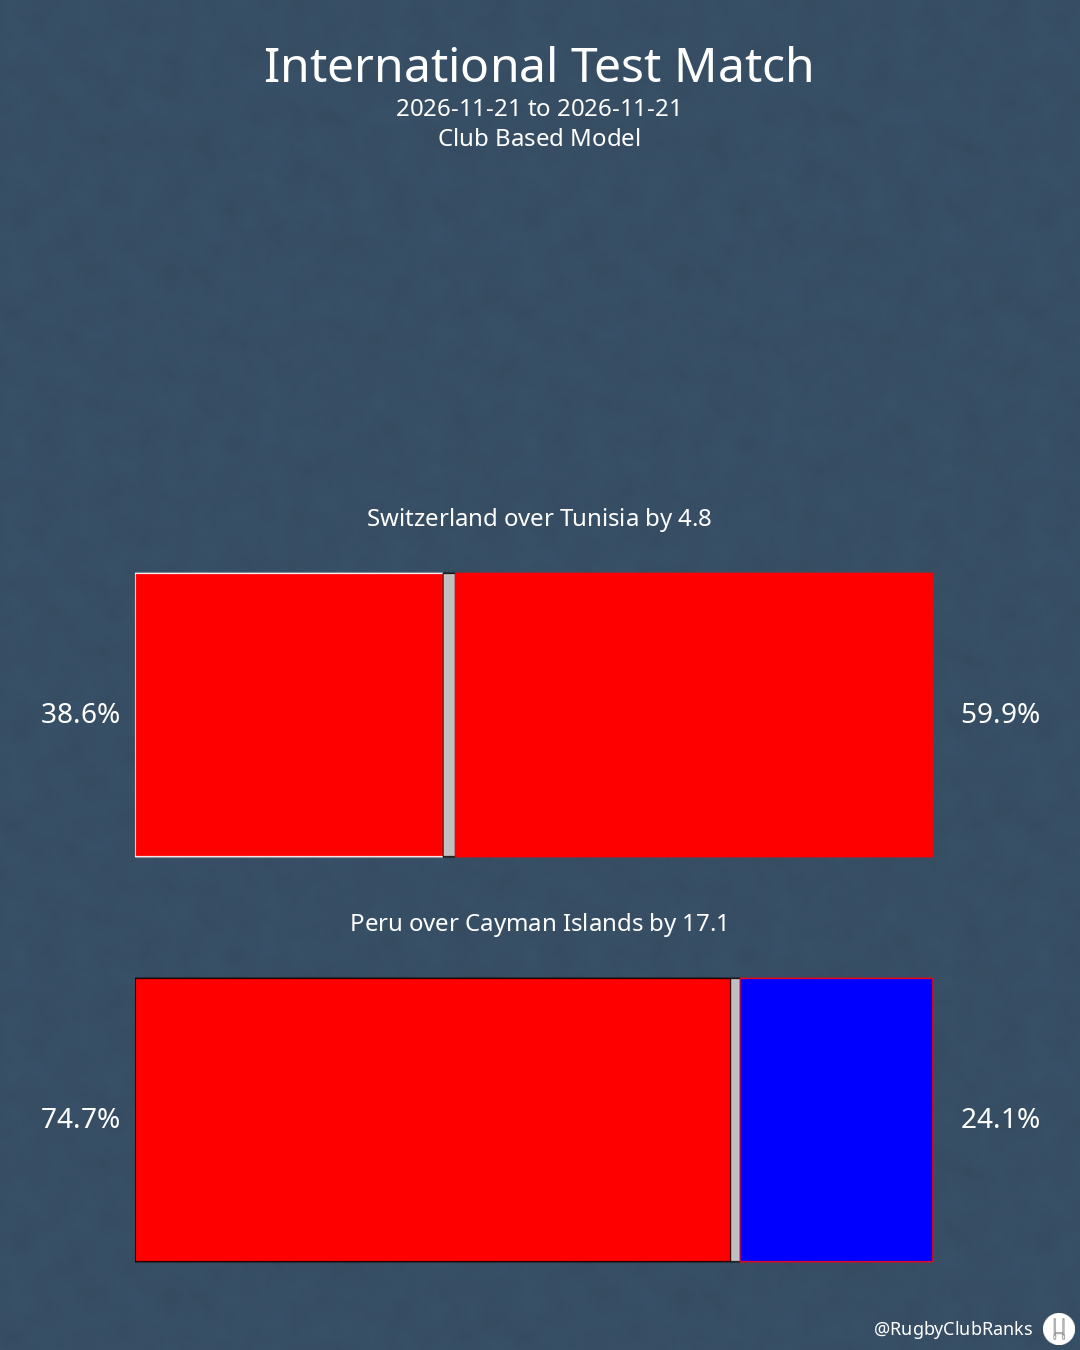 International Test Match
2026-11-21 to 2026-11-21
Club Based Model
Switzerland over Tunisia by 4.8
38.6%
59.9%
Peru over Cayman Islands by 17.1
74.7%
24.1%
@RugbyClubRanks